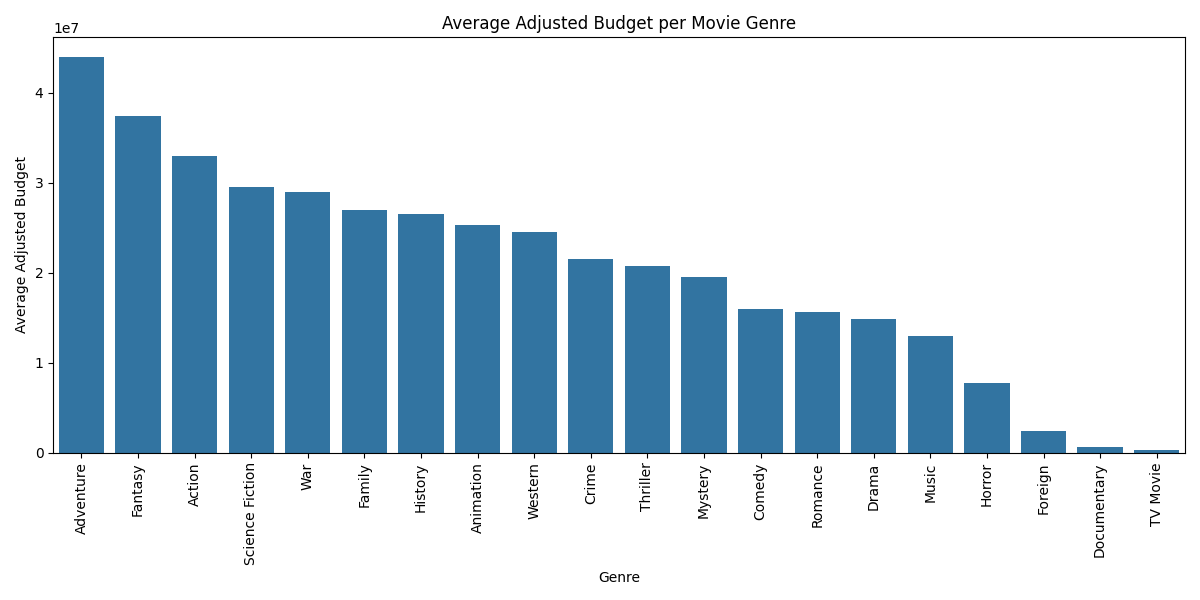 Average Adjusted Budget per Movie Genre
1e7
4
3
2
1
0
Average Adjusted Budget
Adventure
Fantasy
Action
Science Fiction
War
Family
History
Animation
Western
Crime
Thriller
Mystery
Comedy
Romance
Drama
Music
Horror
Foreign
Documentary
TV Movie
Genre